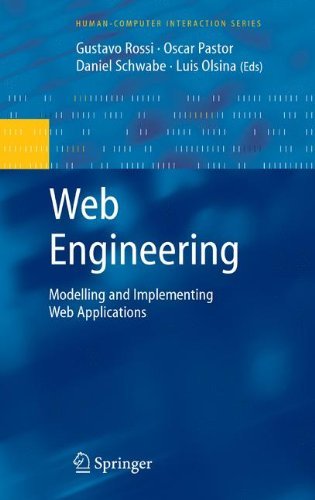 HUMAN–COMPUTER INTERACTION SERIES
Gustavo Rossi · Oscar Pastor
Daniel Schwabe · Luis Olsina (Eds)
Web
Engineering
Modelling and Implementing
Web Applications
Springer